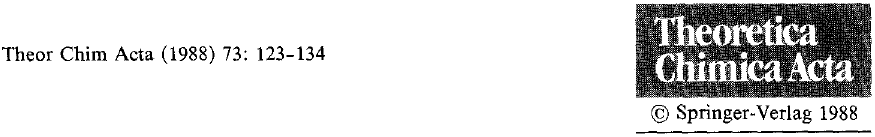 Theor Chim Acta (1988) 73: 123-134
Theoretica
Chimica Acta
© Springer-Verlag 1988